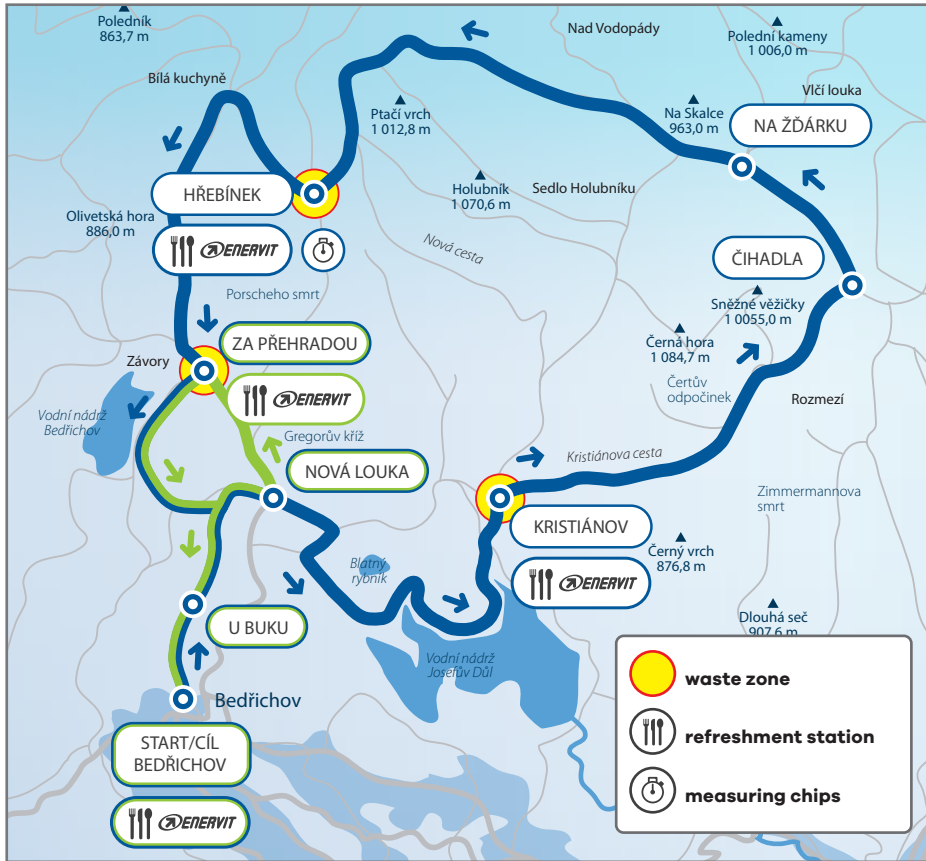 Poledník
863,7 m
Nad Vodopády
Polední kameny
1 006,0 m
Bílá kuchyně
Vlčí louka
Ptačí vrch
1 012,8 m
Na Skalce
963,0 m
NA ŽĎÁRKU
HŘEBÍNEK
Holubník
1 070,6 m
Sedlo Holubníku
Olivetská hora
886,0 m
ENERVIT
Nová cesta
ČIHADLA
Porscheho smrt
Sněžné věžičky
1 0055,0 m
ZA PŘEHRADOU
Černá hora
1 084,7 m
Závory
Čertův
odpočinek
Rozmezí
ENERVIT
Vodní nádrž
Bedřichov
Gregorův kříž
NOVÁ LOUKA
Kristiánova cesta
Zimmermannova
smrt
KRISTIÁNOV
Černý vrch
876,8 m
Blatný
rybník
ENERVIT
U BUKU
Dlouhá seč
907,6 m
Vodní nádrž
Josefův Důl
waste zone
Bedřichov
START/CÍL
BEDŘICHOV
refreshment station
measuring chips
ENERVIT